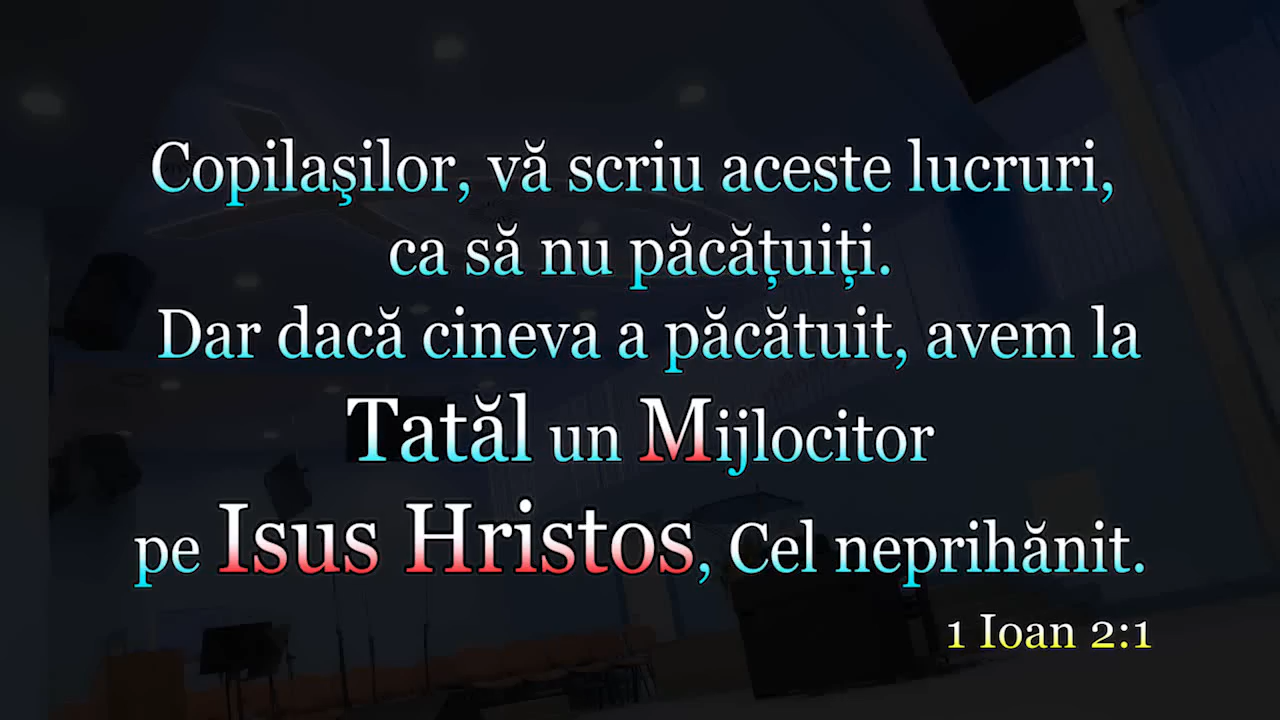 Copilaşilor, vă scriu aceste lucruri,
ca să nu păcățuiți.
Dar dacă cineva a păcătuit, avem la
Tatăl un Mijlocitor
pe Isus Hristos, Cel neprihănit.
1 Ioan 2:1